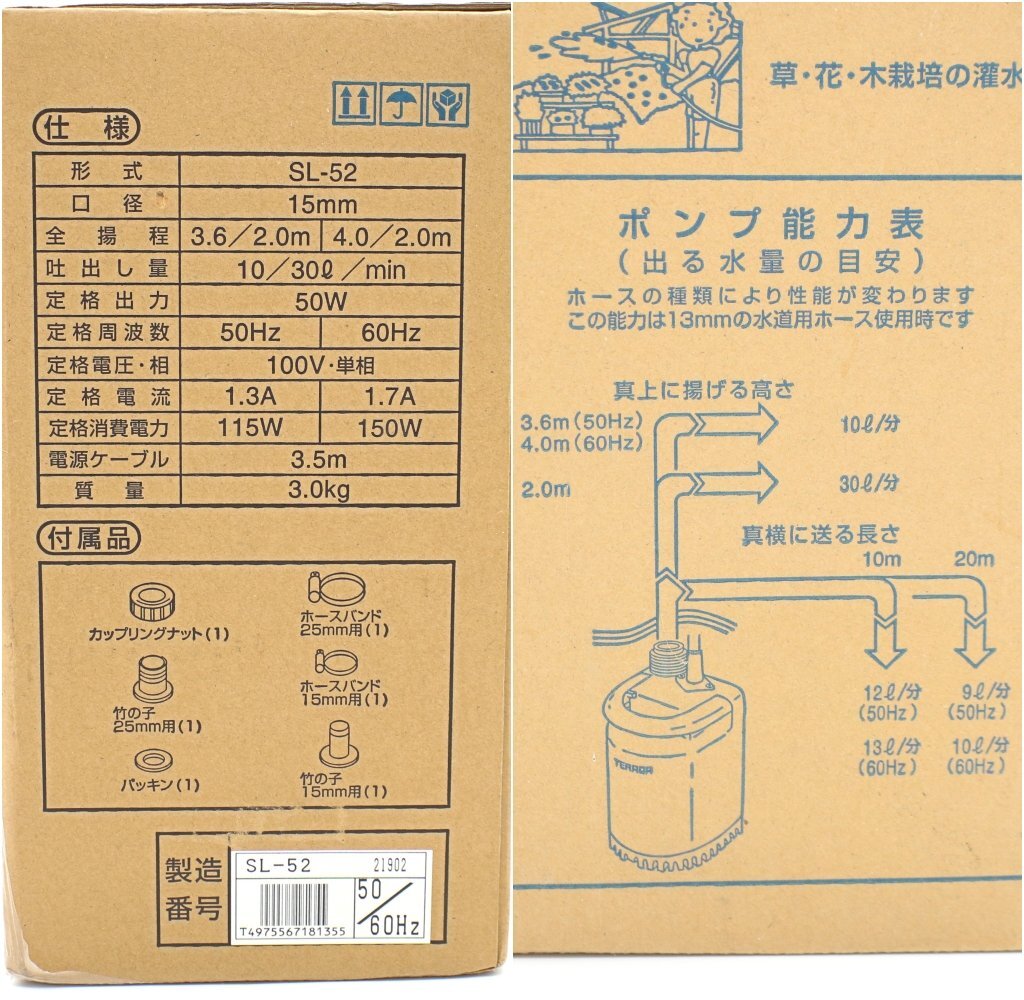 仕様
形式 SL-52
口径 15mm
全揚程 3.6/2.0m 4.0/2.0m
吐出し量 10/30ℓ/min
定格出力 50W
定格周波数 50Hz 60Hz
定格電圧・相 100V・単相
定格電流 1.3A 1.7A
定格消費電力 115W 150W
電源ケーブル 3.5m
質量 3.0kg
付属品
カップリングナット(1)
ホースバンド
25mm用(1)
竹の子
25mm用(1)
ホースバンド
15mm用(1)
パッキン(1)
竹の子
15mm用(1)
製造
番号
SL-52 21902
50/60Hz
T4975567181355
草・花・木栽培の灌水
ポンプ能力表
(出る水量の目安)
ホースの種類により性能が変わります
この能力は13mmの水道用ホース使用時です
真上に揚げる高さ
3.6m(50Hz)
4.0m(60Hz)
10ℓ/分
2.0m
30ℓ/分
真横に送る長さ
10m 20m
12ℓ/分 9ℓ/分
(50Hz) (50Hz)
13ℓ/分 10ℓ/分
(60Hz) (60Hz)
TERADA